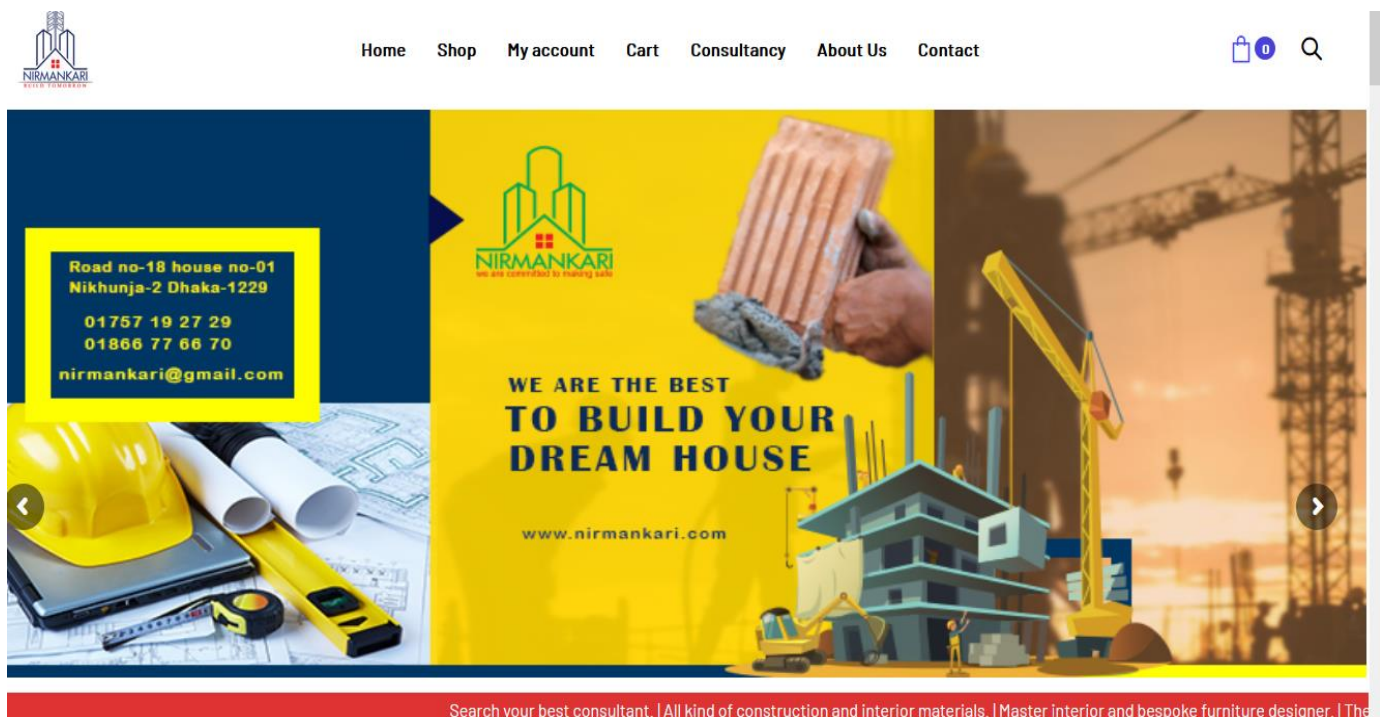 NIRMANKARI
BUILD TOMORROW
Home Shop My account Cart Consultancy About Us Contact
0
Road no-18 house no-01
Nikhunja-2 Dhaka-1229
01757 19 27 29
01866 77 66 70
nirmankari@gmail.com
NIRMANKARI
we are committed to making safe
WE ARE THE BEST
TO BUILD YOUR
DREAM HOUSE
www.nirmankari.com
Search your best consultant. | All kind of construction and interior materials. | Master interior and bespoke furniture designer. | The